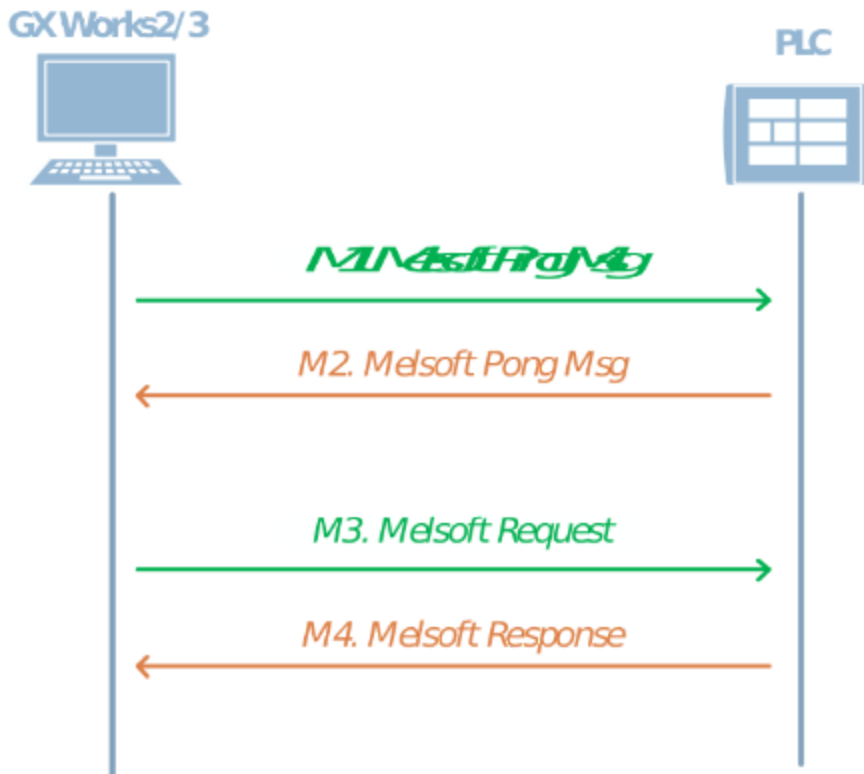 GX Works2/3
PLC
M2. Melsoft Pong Msg
M3. Melsoft Request
M4. Melsoft Response